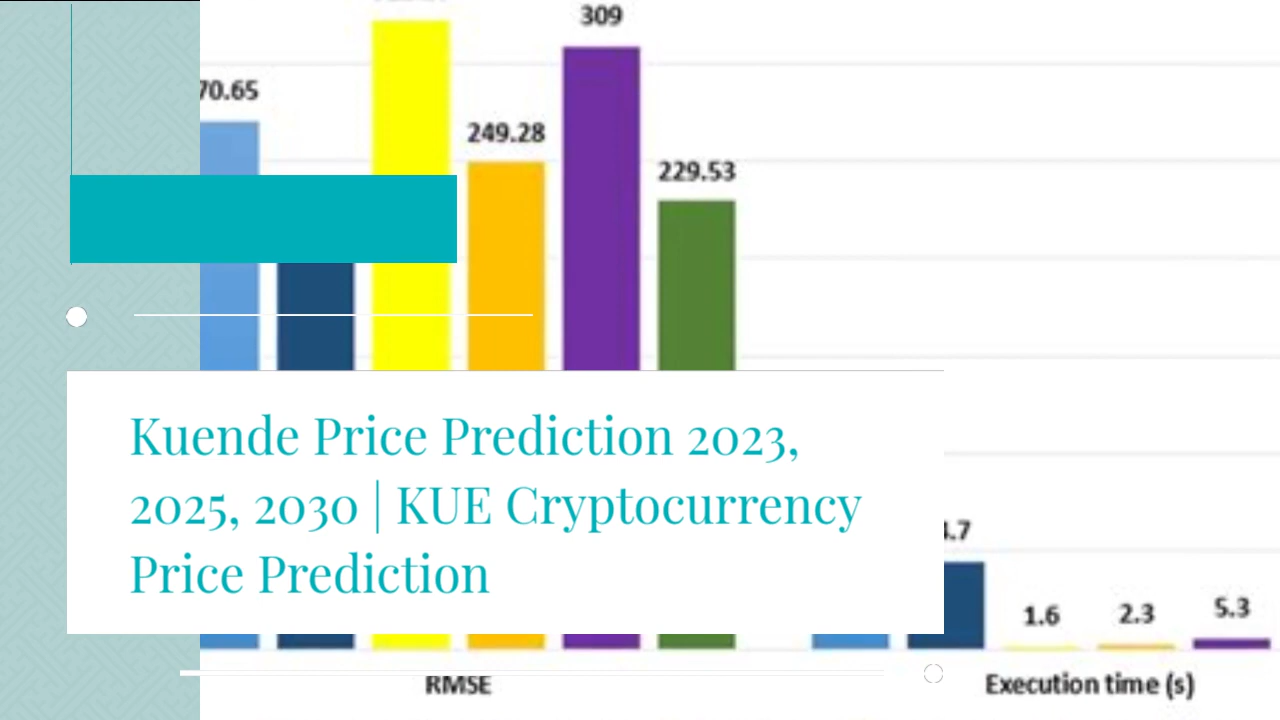 309
70.65
249.28
229.53
Kuende Price Prediction 2023,
2025, 2030 | KUE Cryptocurrency
Price Prediction
.7
1.6
2.3
5.3
RMSE
Execution time (s)